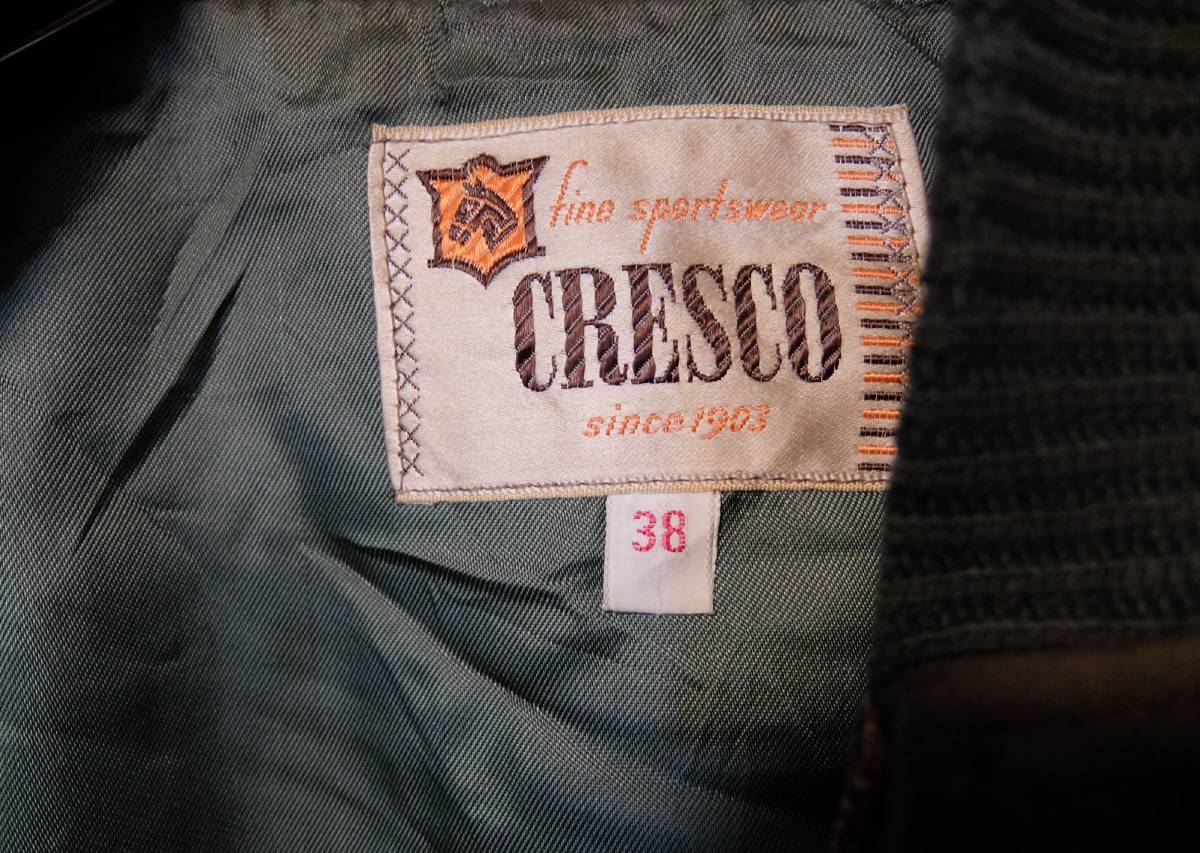 fine sportswear
CRESCO
since 1903
38